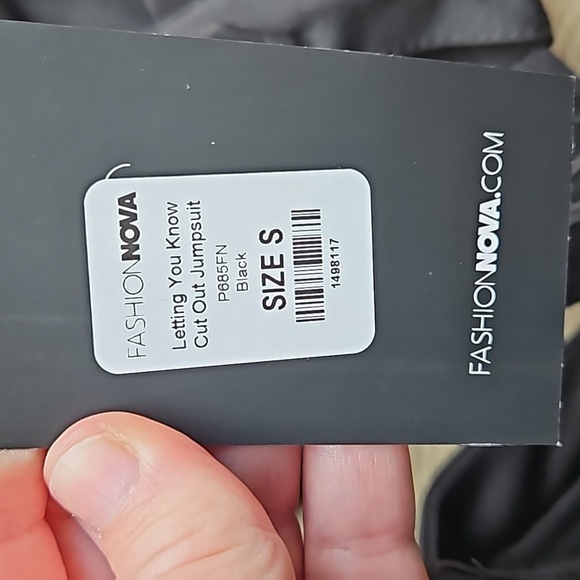 FASHIONNOVA
Letting You Know
Cut Out Jumpsuit
P685FN
Black
SIZE S
1498117
FASHIONNOVA.COM